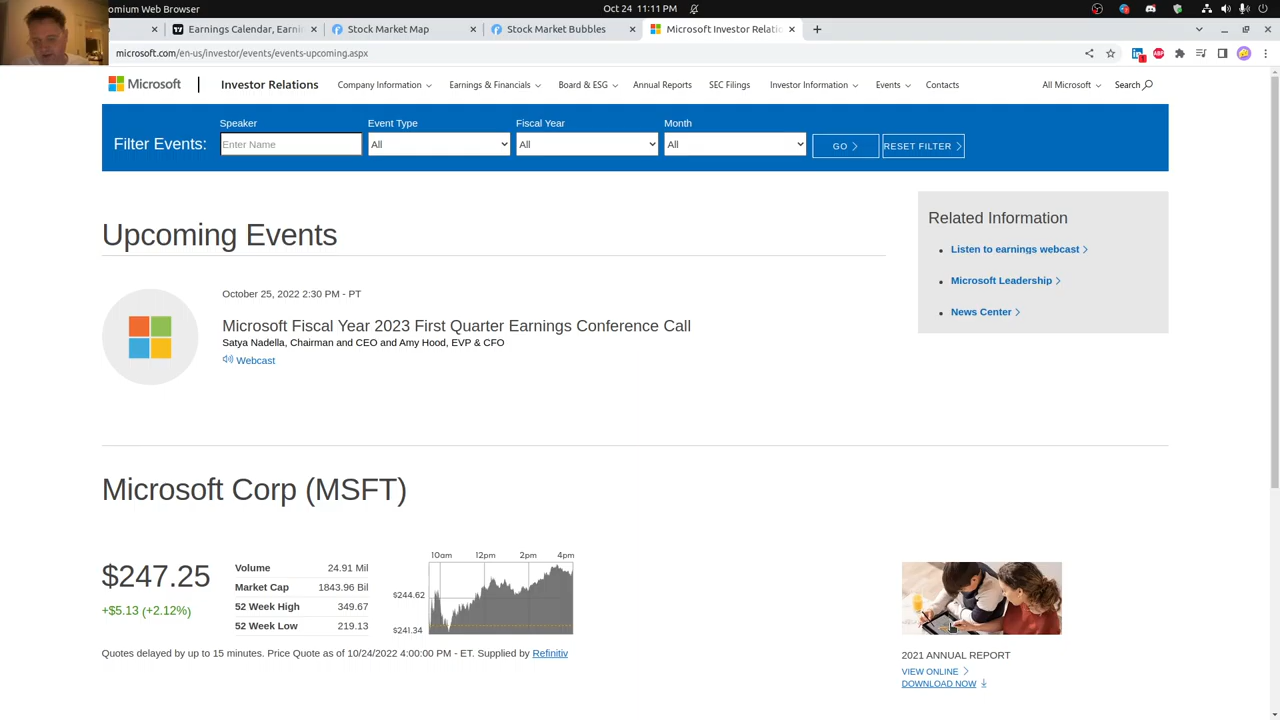 omium Web Browser
Oct 24 11:11 PM
Earnings Calendar, Earni
Stock Market Map
Stock Market Bubbles
Microsoft Investor Relatio
microsoft.com/en-us/investor/events/events-upcoming.aspx
Microsoft
Investor Relations
Company Information
Earnings & Financials
Board & ESG
Annual Reports
SEC Filings
Investor Information
Events
Contacts
All Microsoft
Search
Filter Events:
Speaker
Event Type
Fiscal Year
Month
Enter Name
All
All
All
GO
RESET FILTER
Upcoming Events
October 25, 2022 2:30 PM - PT
Microsoft Fiscal Year 2023 First Quarter Earnings Conference Call
Satya Nadella, Chairman and CEO and Amy Hood, EVP & CFO
Webcast
Related Information
Listen to earnings webcast
Microsoft Leadership
News Center
Microsoft Corp (MSFT)
$247.25
+$5.13 (+2.12%)
Volume 24.91 Mil
Market Cap 1843.96 Bil
52 Week High 349.67
52 Week Low 219.13
10am 12pm 2pm 4pm
$244.62
$241.34
Quotes delayed by up to 15 minutes. Price Quote as of 10/24/2022 4:00:00 PM - ET. Supplied by Refinitiv
2021 ANNUAL REPORT
VIEW ONLINE
DOWNLOAD NOW